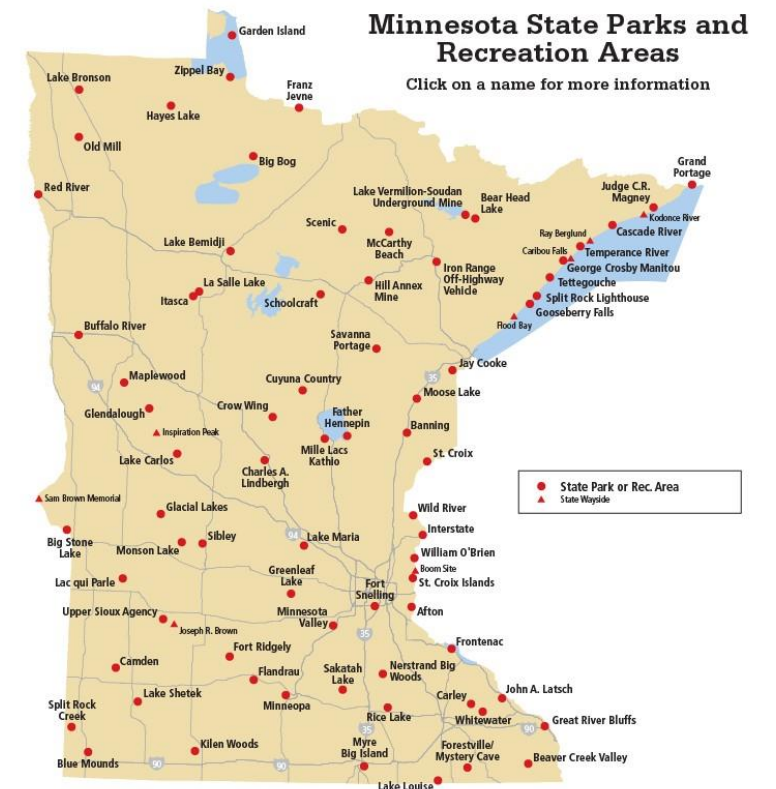 Minnesota State Parks and
Recreation Areas
Click on a name for more information
Garden Island
Zippel Bay
Lake Bronson
Franz
Jevne
Hayes Lake
Old Mill
Big Bog
Red River
Grand
Portage
Judge C.R.
Magney
Lake Vermilion-Soudan
Underground Mine
Bear Head
Lake
Kodonce River
Cascade River
Scenic
McCarthy
Beach
Ray Berglund
Temperance River
Caribou Falls
George Crosby Manitou
Lake Bemidji
Iron Range
Off-Highway
Vehicle
Tettegouche
La Salle Lake
Itasca
Hill Annex
Mine
Schoolcraft
Split Rock Lighthouse
Gooseberry Falls
Flood Bay
Buffalo River
Savanna
Portage
Jay Cooke
35
Maplewood
94
Cuyuna Country
Moose Lake
Glendalough
Crow Wing
Father
Hennepin
Inspiration Peak
Banning
Mille Lacs
Kathio
Lake Carlos
Charles A.
Lindbergh
St. Croix
State Park or Rec. Area
State Wayside
Sam Brown Memorial
Glacial Lakes
Wild River
Big Stone
Lake
Monson Lake
Sibley
94
Lake Maria
Interstate
William O'Brien
Boom Site
St. Croix Islands
Lac qui Parle
Greenleaf
Lake
Fort
Snelling
Upper Sioux Agency
Joseph R. Brown
Minnesota
Valley
Afton
35
Frontenac
Fort Ridgely
Camden
Flandrau
Sakatah
Lake
Nerstrand Big
Woods
Lake Shetek
Minneopa
Carley
John A. Latsch
Split Rock
Creek
Rice Lake
Whitewater
Great River Bluffs
35
90
Kilen Woods
Myre
Big Island
Forestville/
Mystery Cave
Beaver Creek Valley
Blue Mounds
90
90
Lake Louise